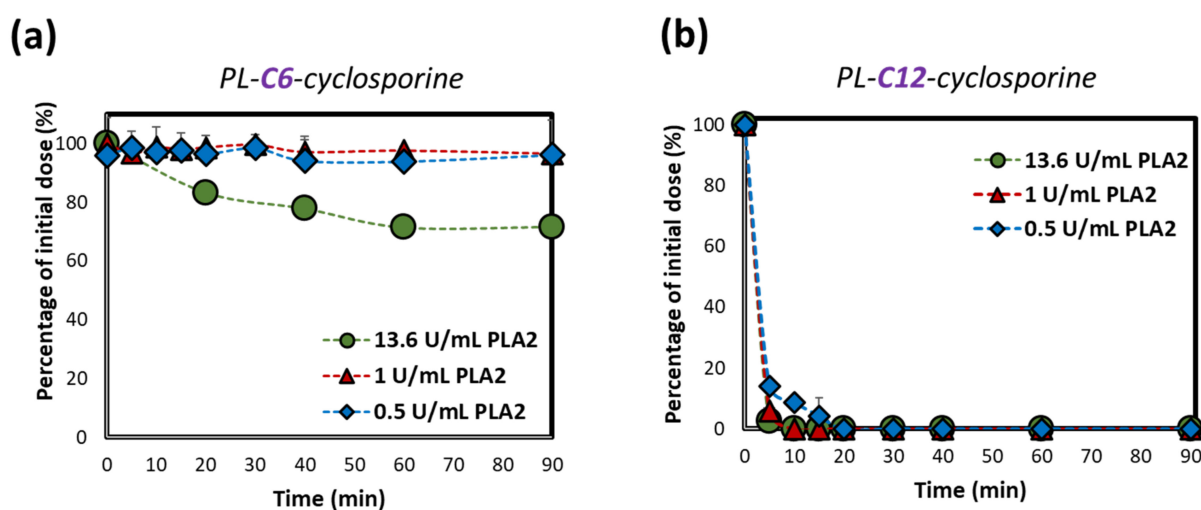 (a)
PL-C6-cyclosporine
Percentage of initial dose (%)
100
80
60
40
20
0
13.6 U/mL PLA2
1 U/mL PLA2
0.5 U/mL PLA2
0 10 20 30 40 50 60 70 80 90
Time (min)
(b)
PL-C12-cyclosporine
Percentage of initial dose (%)
100
80
60
40
20
0
13.6 U/mL PLA2
1 U/mL PLA2
0.5 U/mL PLA2
0 10 20 30 40 50 60 70 80 90
Time (min)